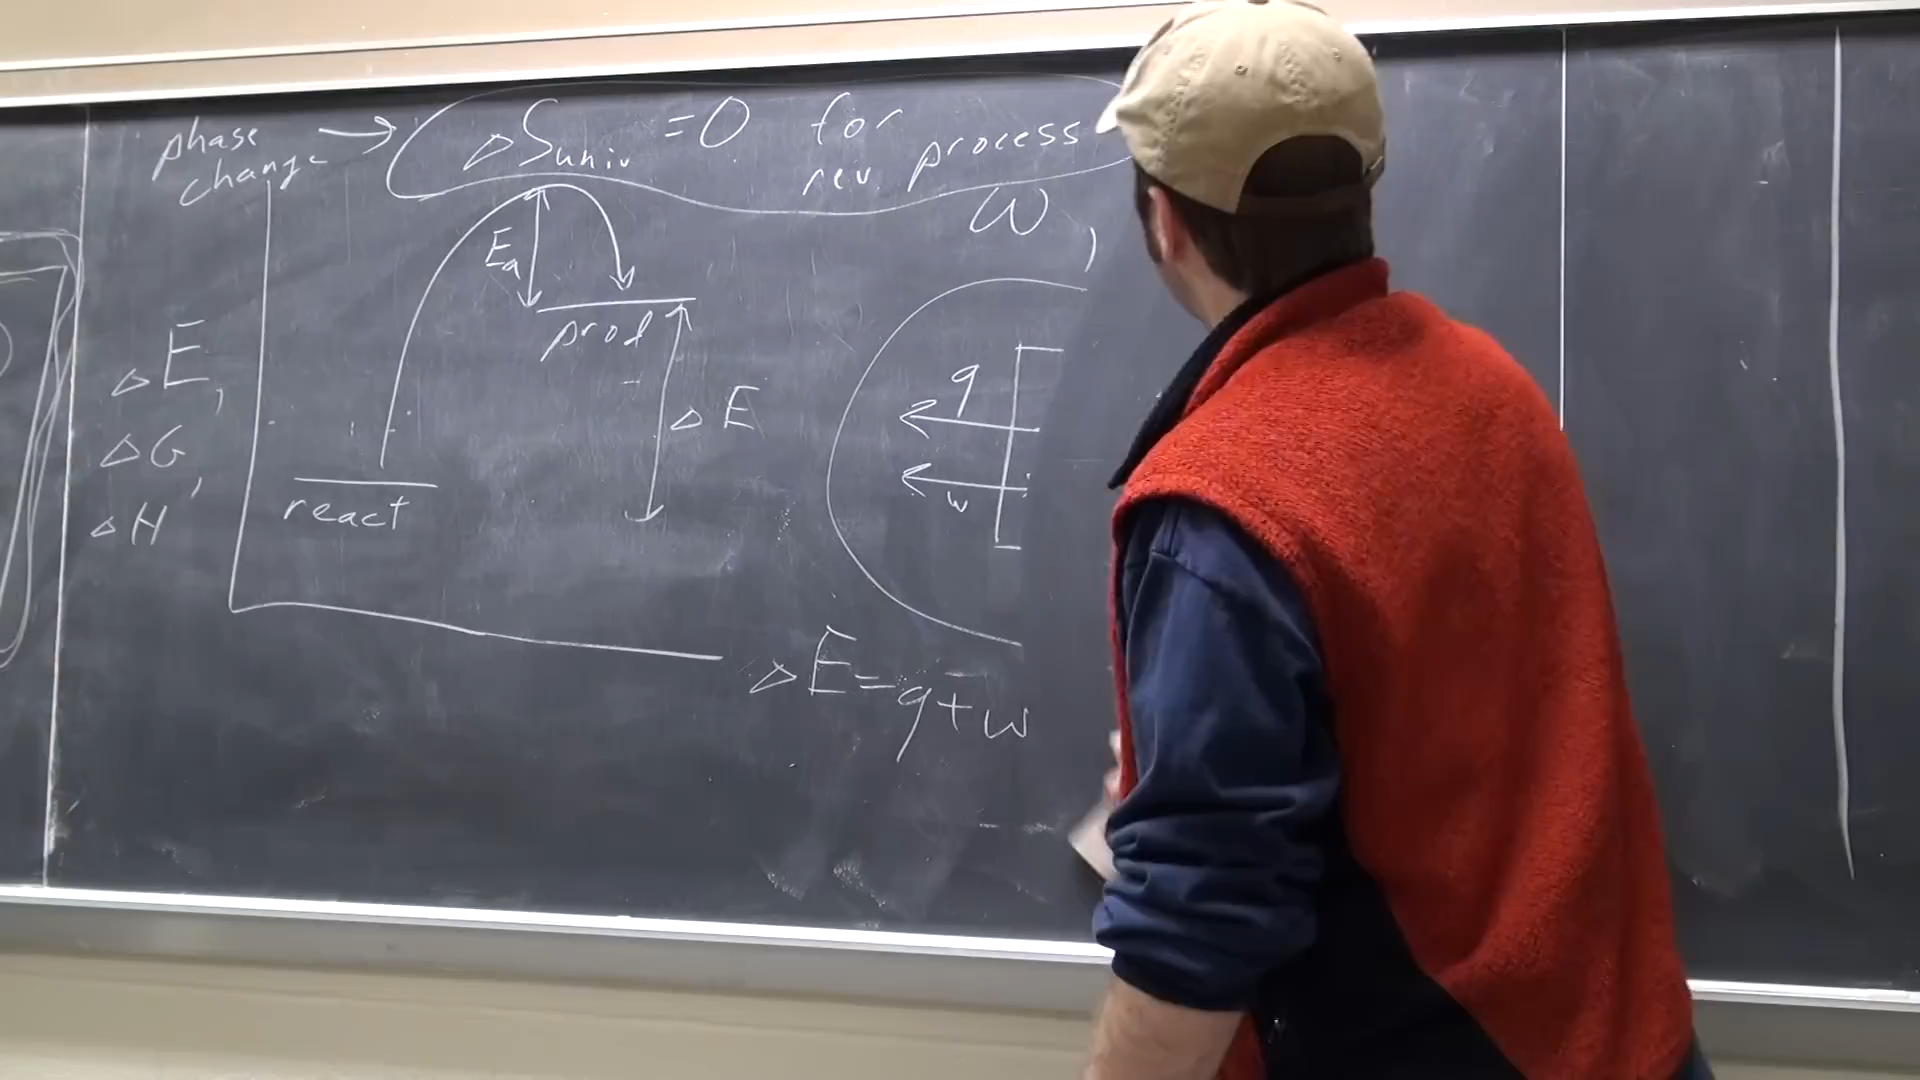 phase change → ΔSuniv = 0 for rev. process
w,
Ea
prod
ΔE,
ΔG,
ΔH
ΔE
react
q
w
ΔE = q + w